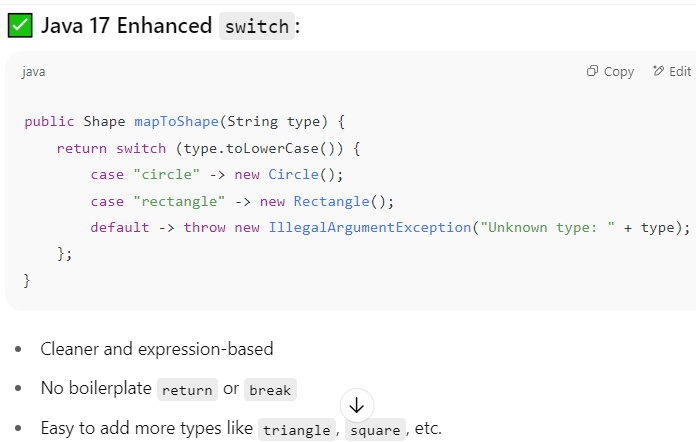 ✅ Java 17 Enhanced switch:
java Copy Edit
public Shape mapToShape(String type) {
    return switch (type.toLowerCase()) {
        case "circle" -> new Circle();
        case "rectangle" -> new Rectangle();
        default -> throw new IllegalArgumentException("Unknown type: " + type);
    };
}
• Cleaner and expression-based
• No boilerplate return or break
• Easy to add more types like triangle, square, etc.